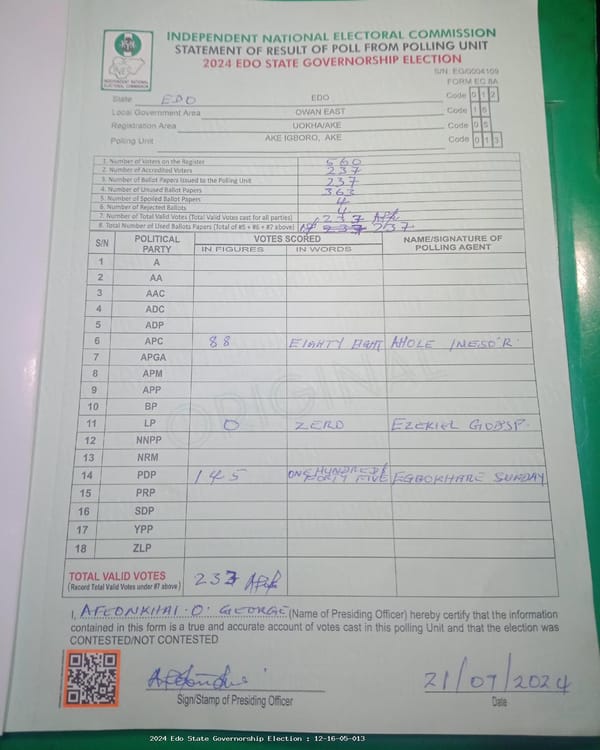 INDEPENDENT NATIONAL ELECTORAL COMMISSION
STATEMENT OF RESULT OF POLL FROM POLLING UNIT
2024 EDO STATE GOVERNORSHIP ELECTION
INDEPENDENT NATIONAL ELECTORAL COMMISSION
S/N: EG/0004109
FORM EC 8A
State EDO EDO Code 0 1 2
Local Government Area OWAN EAST Code 1 6
Registration Area UOKHA/AKE Code 0 5
Polling Unit AKE IGBORO, AKE Code 0 1 3
1. Number of Voters on the Register 560
2. Number of Accredited Voters 237
3. Number of Ballot Papers Issued to the Polling Unit 237
4. Number of Unused Ballot Papers 363
5. Number of Spoiled Ballot Papers 4
6. Number of Rejected Ballots 4
7. Number of Total Valid Votes (Total Valid Votes cast for all parties)
8. Total Number of Used Ballots Papers (Total of #5 + #6 + #7 above) 237 237
S/N POLITICAL PARTY VOTES SCORED NAME/SIGNATURE OF POLLING AGENT
IN FIGURES IN WORDS
1 A
2 AA
3 AAC
4 ADC
5 ADP
6 APC 88 EIGHTY EIGHT AHOLE
7 APGA
8 APM
9 APP
10 BP
11 LP 0 ZERO EZEKIEL
12 NNPP
13 NRM
14 PDP 145 ONE HUNDRED & FORTY FIVE EGBOKHARE SUNDAY
15 PRP
16 SDP
17 YPP
18 ZLP
ORIGINAL
TOTAL VALID VOTES
(Record Total Valid Votes under #7 above)
I, AFEONKHAI O. GEORGE (Name of Presiding Officer) hereby certify that the information
contained in this form is a true and accurate account of votes cast in this polling Unit and that the election was
CONTESTED/NOT CONTESTED
21/09/2024
Sign/Stamp of Presiding Officer Date
2024 Edo State Governorship Election : 12-16-05-013